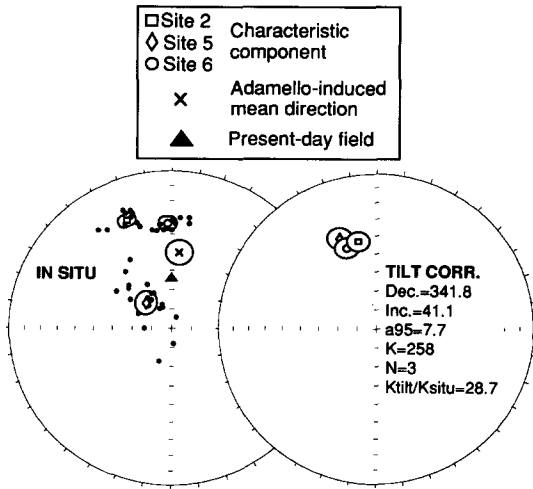 Site 2
Site 5
Site 6
Characteristic
component
Adamello-induced
mean direction
Present-day field
IN SITU
TILT CORR.
Dec.=341.8
Inc.=41.1
a95=7.7
K=258
N=3
Ktilt/Ksitu=28.7